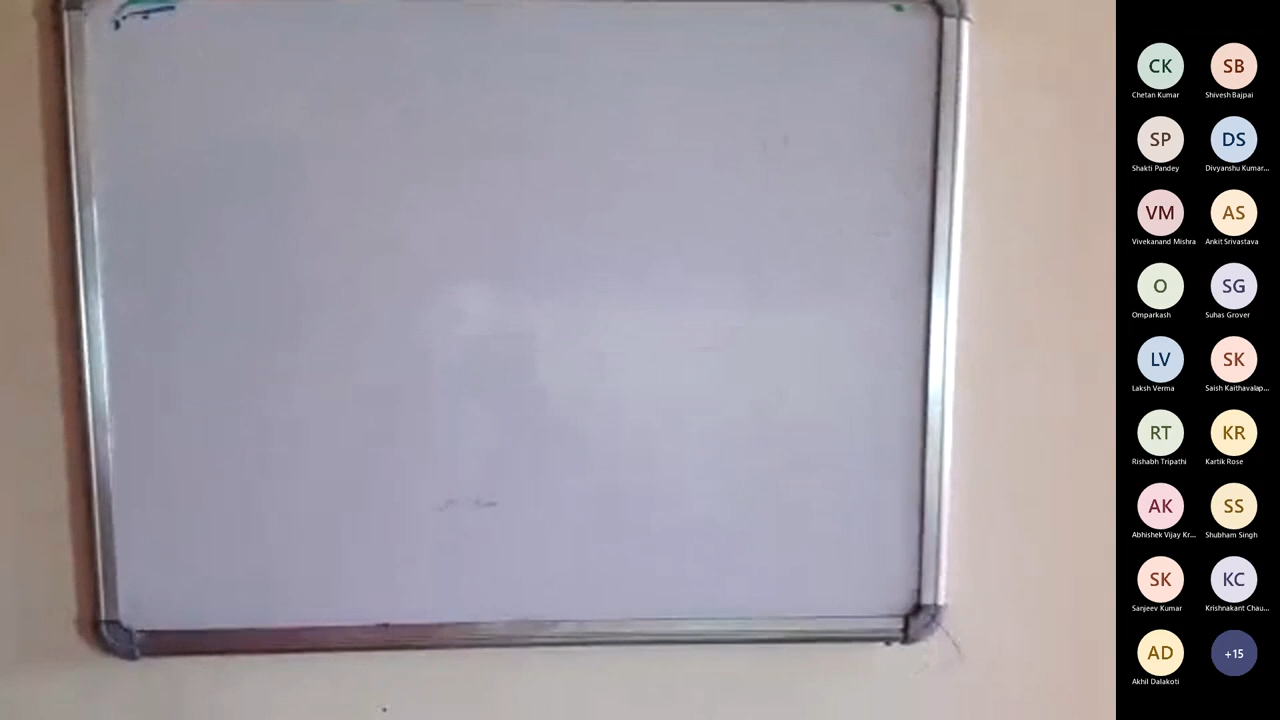 CK SB
Chetan Kumar Shivesh Bajpai
SP DS
Shakti Pandey Divyanshu Kumar...
VM AS
Vivekanand Mishra Ankit Srivastava
O SG
Omparkash Suhas Grover
LV SK
Laksh Verma Saish Kaithavalap...
RT KR
Rishabh Tripathi Kartik Rose
AK SS
Abhishek Vijay Kr... Shubham Singh
SK KC
Sanjeev Kumar Krishnakant Chau...
AD +15
Akhil Dalakoti